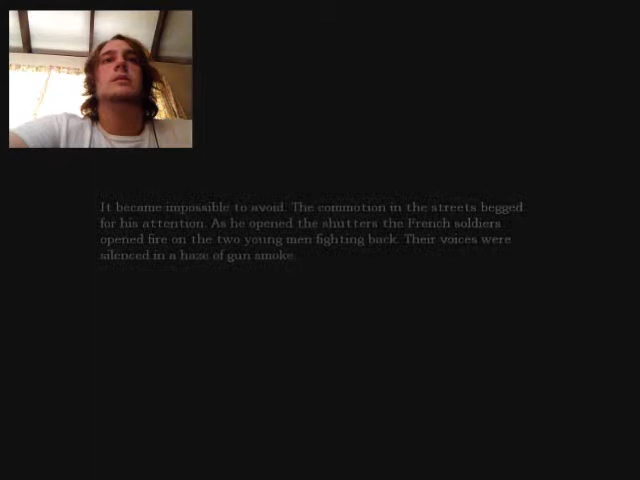 It became impossible to avoid. The commotion in the streets begged
for his attention. As he opened the shutters the French soldiers
opened fire on the two young men fighting back. Their voices were
silenced in a haze of gun smoke.